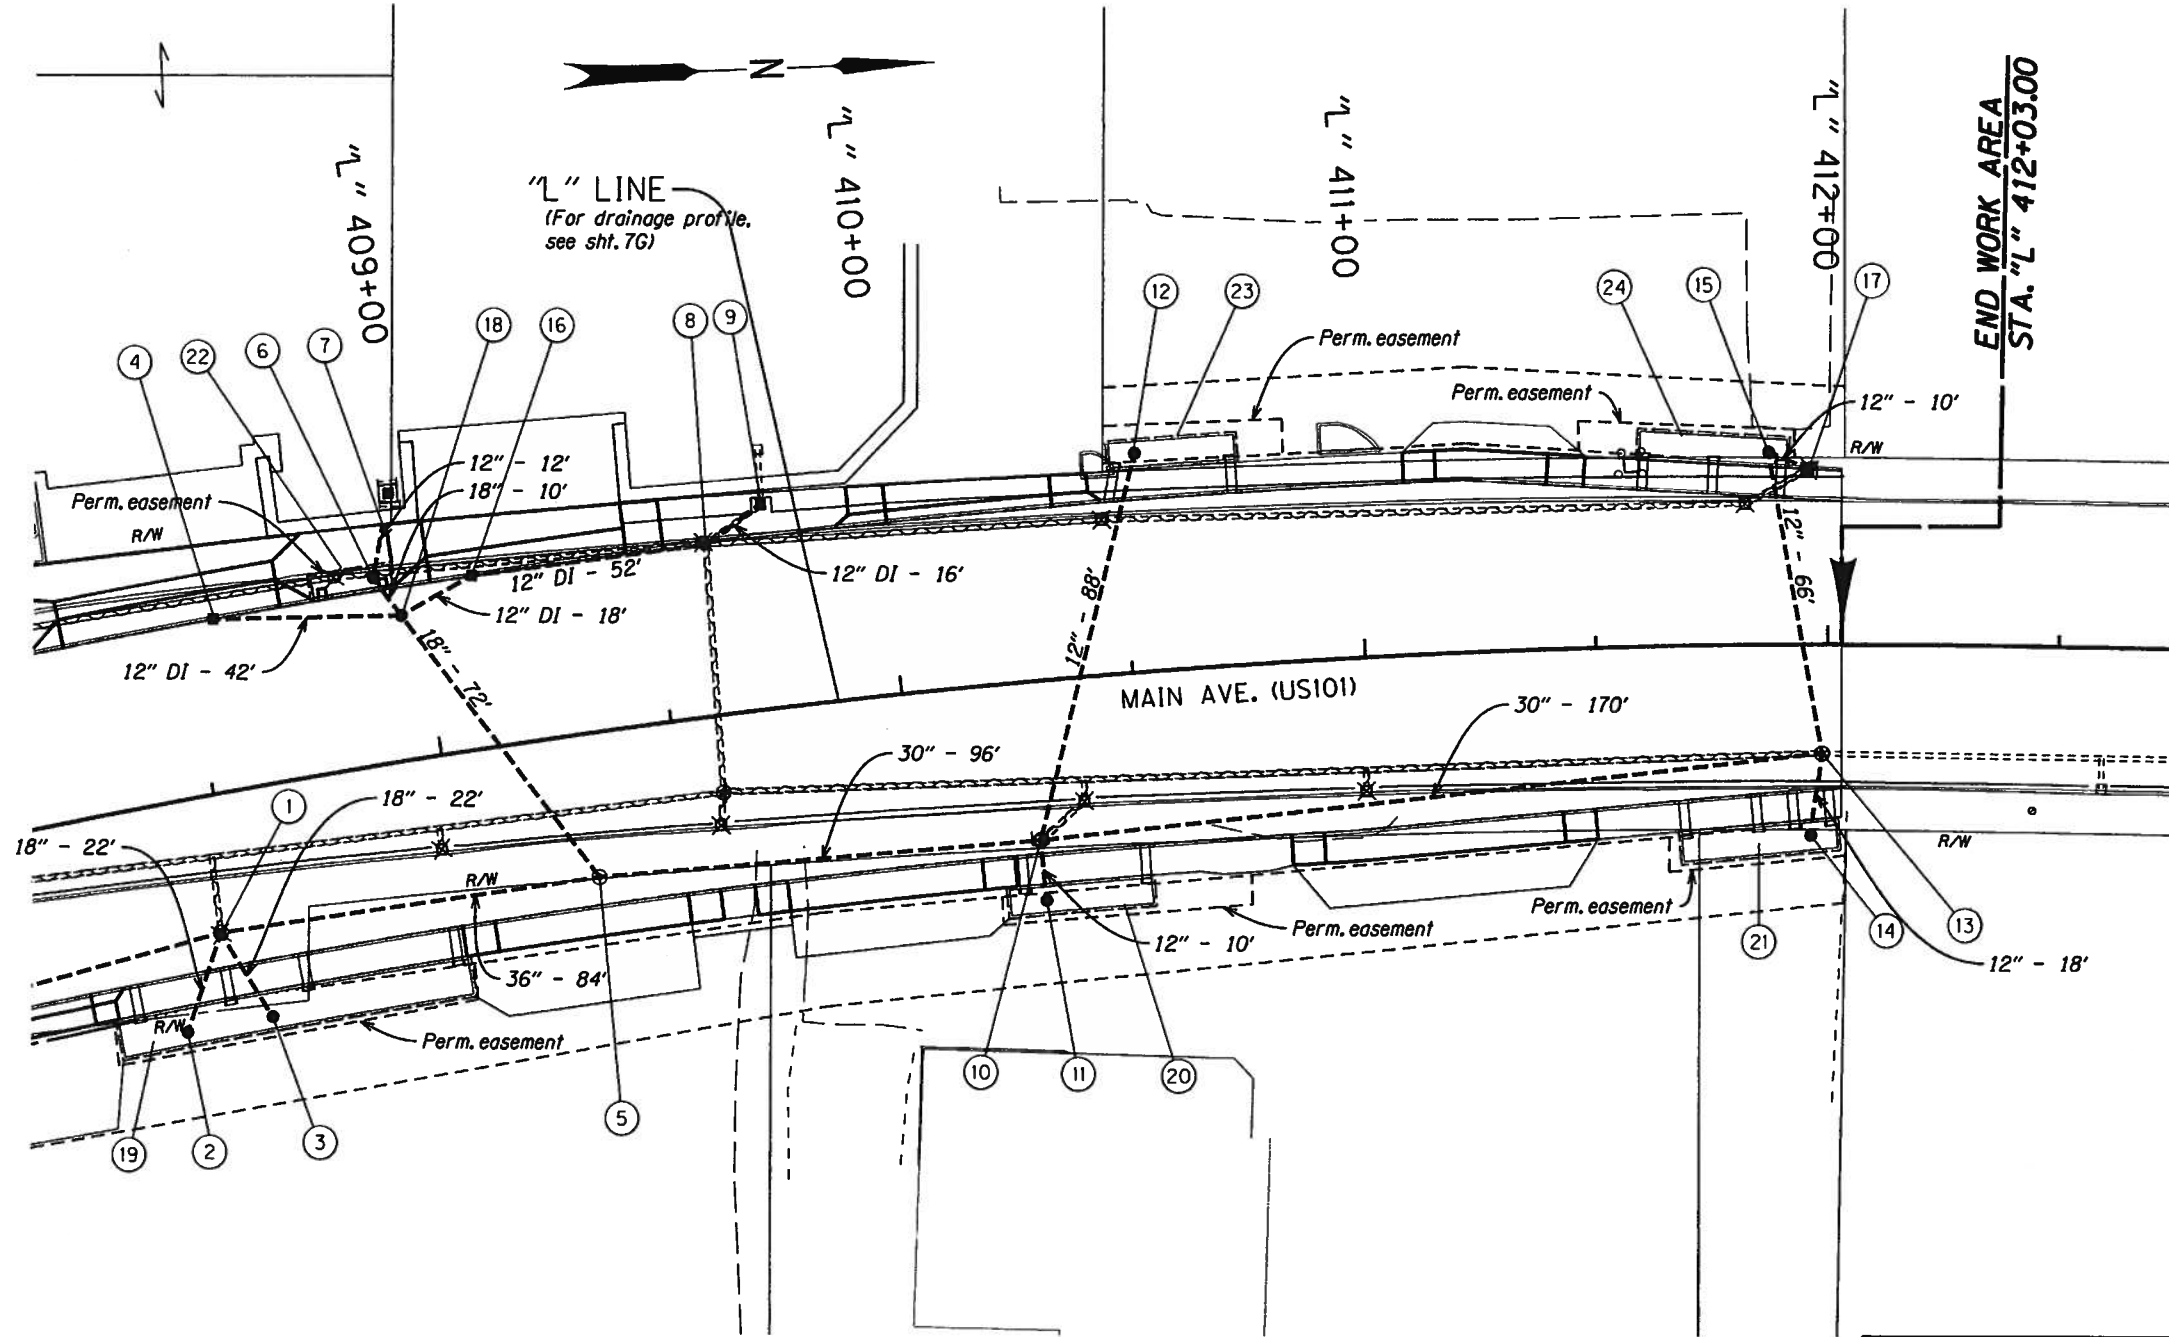 N
"L" 409+00
"L" LINE
(For drainage profile,
see sht. 7G)
"L" 410+00
"L" 411+00
"L" 412+00
END WORK AREA
STA. "L" 412+03.00
4
22
6
7
18
16
8
9
12
23
24
15
17
Perm. easement
Perm. easement
12" - 10'
R/W
12" - 12'
18" - 10'
Perm. easement
R/W
12" DI - 52'
12" DI - 16'
12" DI - 18'
12" DI - 42'
18" - 72'
12" - 88'
12" - 66'
MAIN AVE. (US101)
30" - 170'
30" - 96'
1
18" - 22'
18" - 22'
R/W
R/W
36" - 84'
R/W
Perm. easement
12" - 10'
Perm. easement
Perm. easement
21
14
13
12" - 18'
10
11
20
5
19
2
3